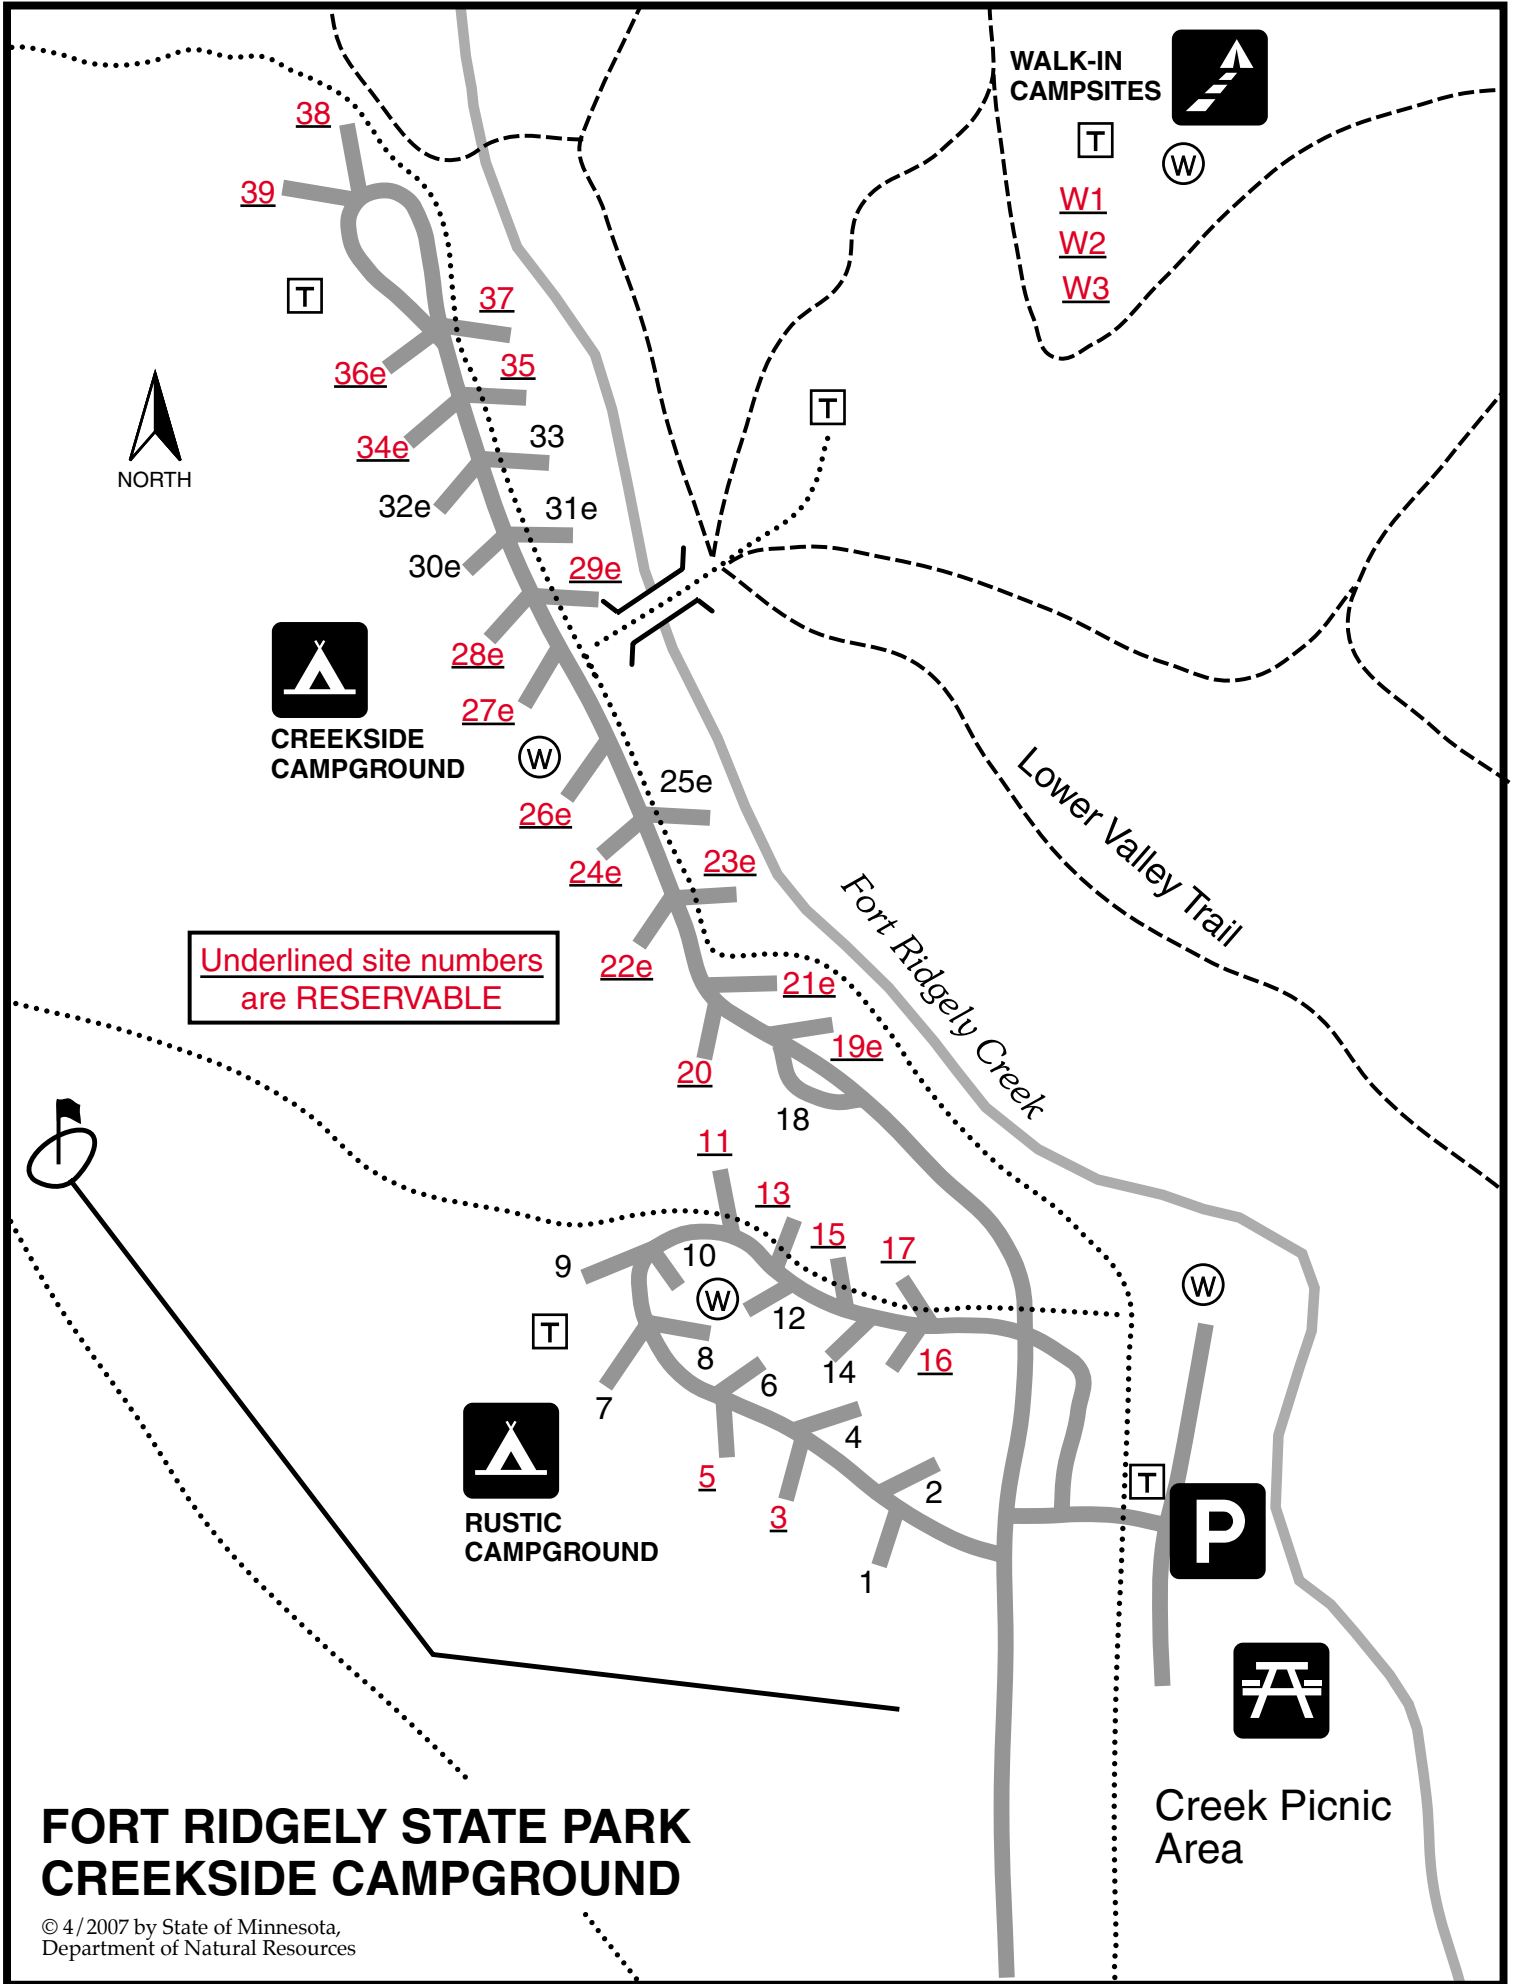 WALK-IN
CAMPSITES
T
W
W1
W2
W3
38
39
T
37
36e
35
34e
33
32e
31e
30e
29e
28e
27e
T
NORTH
CREEKSIDE
CAMPGROUND
W
26e
25e
24e
23e
22e
21e
20
19e
18
Lower Valley Trail
Fort Ridgely Creek
Underlined site numbers
are RESERVABLE
11
13
15
17
9
10
W
12
14
16
T
8
7
6
5
4
3
2
1
W
T
P
RUSTIC
CAMPGROUND
Creek Picnic
Area
FORT RIDGELY STATE PARK
CREEKSIDE CAMPGROUND
© 4/2007 by State of Minnesota,
Department of Natural Resources